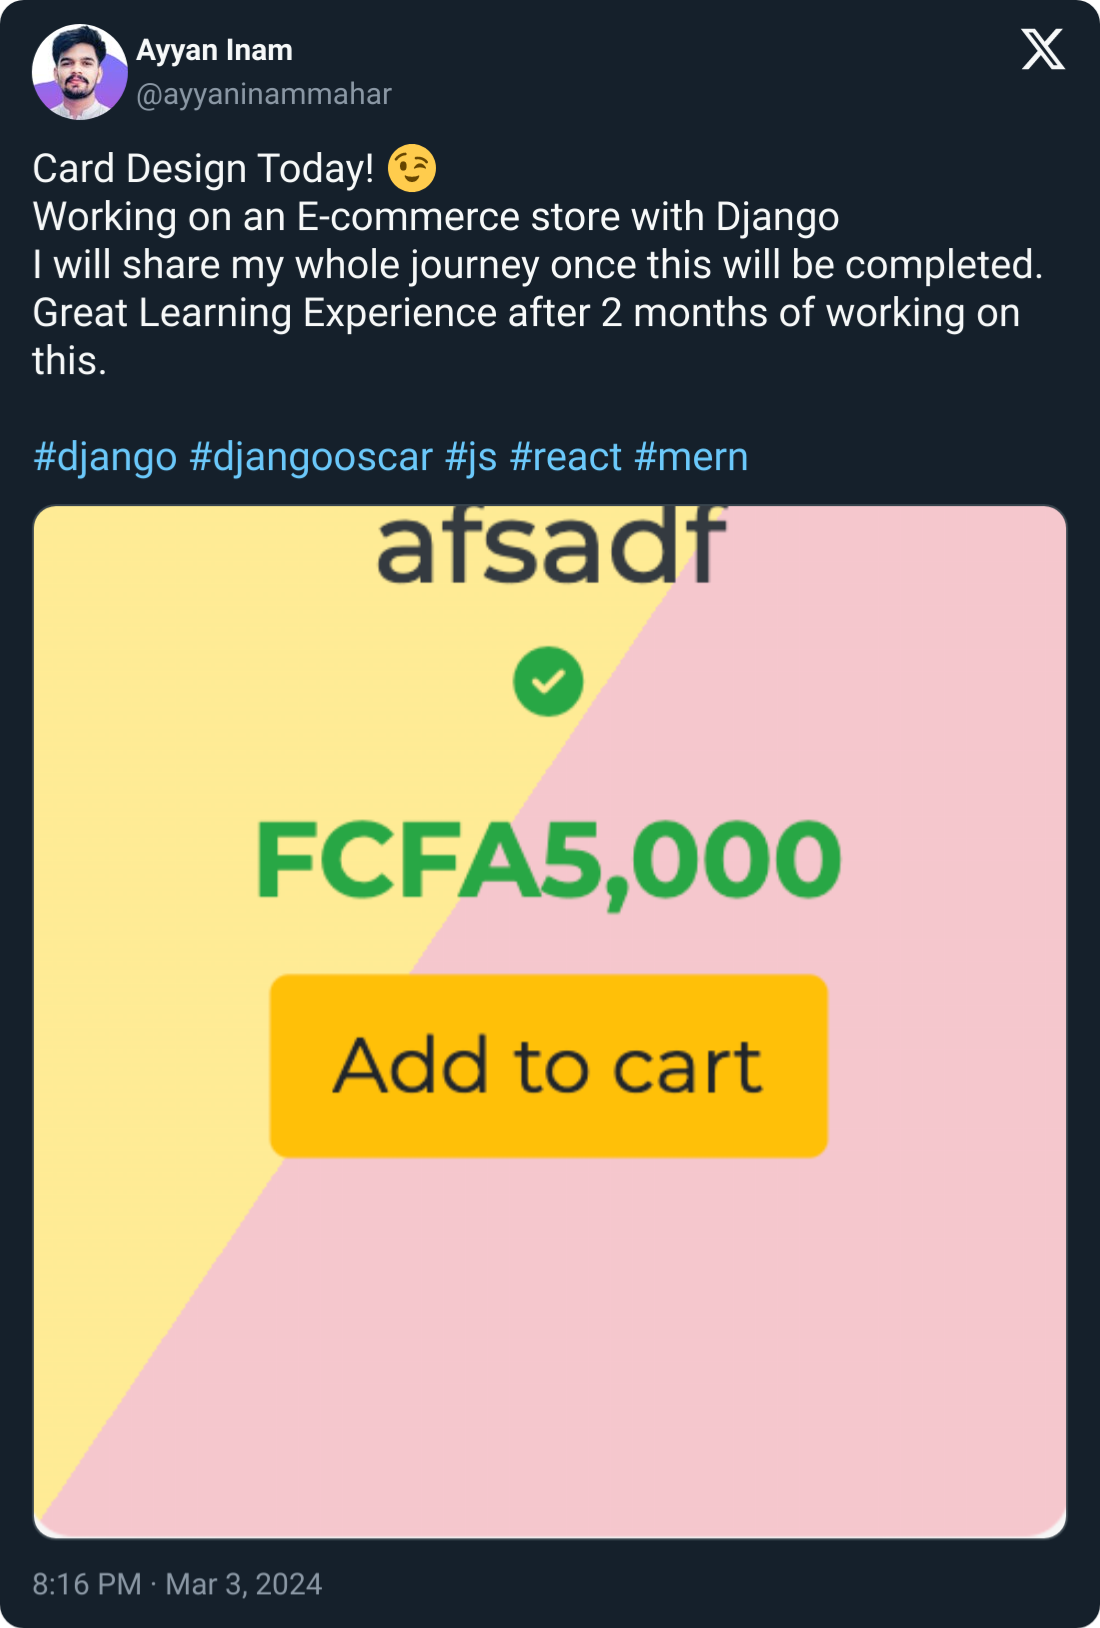 Ayyan Inam
@ayyaninammahar
Card Design Today! 😉
Working on an E-commerce store with Django
I will share my whole journey once this will be completed.
Great Learning Experience after 2 months of working on
this.
#django #djangooscar #js #react #mern
afsadf
FCFA5,000
Add to cart
8:16 PM · Mar 3, 2024